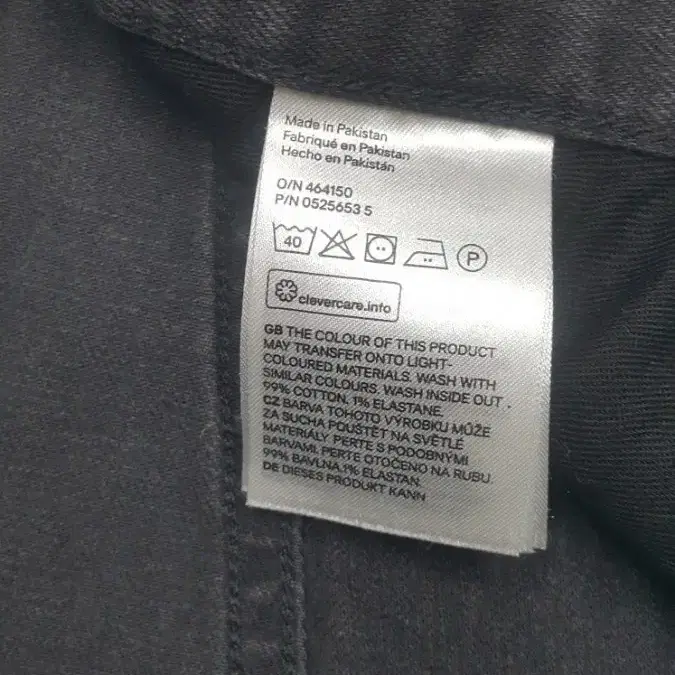 Made in Pakistan
Fabriqué en Pakistan
Hecho en Pakistán
O/N 464150
P/N 0525653 5
40 P
clevercare.info
GB THE COLOUR OF THIS PRODUCT
MAY TRANSFER ONTO LIGHT-
COLOURED MATERIALS. WASH WITH
SIMILAR COLOURS. WASH INSIDE OUT.
99% COTTON, 1% ELASTANE.
CZ BARVA TOHOTO VÝROBKU MŮŽE
ZA SUCHA POUŠTĚT NA SVĚTLÉ
MATERIÁLY. PERTE S PODOBNÝMI
BARVAMI. PERTE OTOČENO NA RUBU.
99% BAVLNA,1% ELASTAN.
DE DIESES PRODUKT KANN